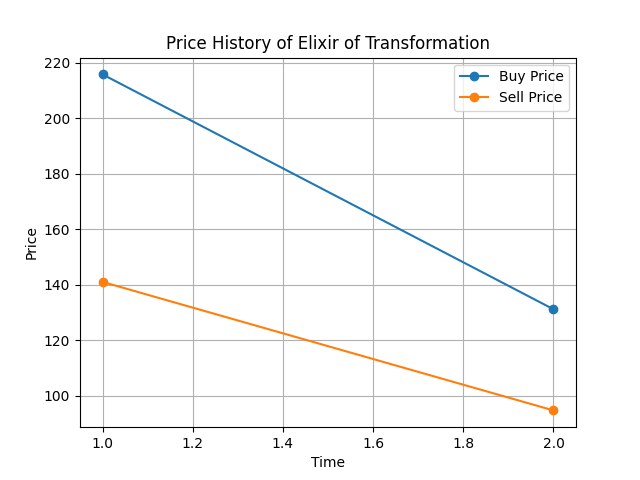 Price History of Elixir of Transformation
220
200
180
160
140
120
100
Price
Buy Price
Sell Price
1.0 1.2 1.4 1.6 1.8 2.0
Time